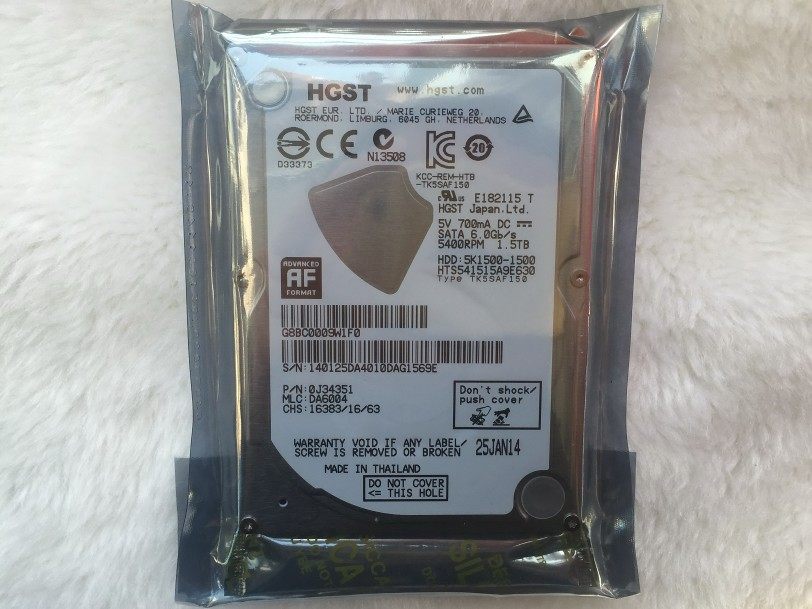 HGST www.hgst.com
HGST EUR. LTD. / MARIE CURIEWEG 20,
ROERMOND, LIMBURG, 6045 GH, NETHERLANDS
CE N13508 20
D33373
KCC-REM-HTB
-TK5SAF150
E182115 T
HGST Japan,Ltd.
5V 700mA DC
SATA 6.0Gb/s
5400RPM 1.5TB
HDD:5K1500-1500
HTS541515A9E630
Type TK5SAF150
ADVANCED
AF
FORMAT
G8BC0009W1F0
S/N:140125DA4010DAG1569E
P/N:0J34351
MLC:DA6004
CHS:16383/16/63
Don't shock/
push cover
WARRANTY VOID IF ANY LABEL/
SCREW IS REMOVED OR BROKEN 25JAN14
MADE IN THAILAND
DO NOT COVER
<= THIS HOLE